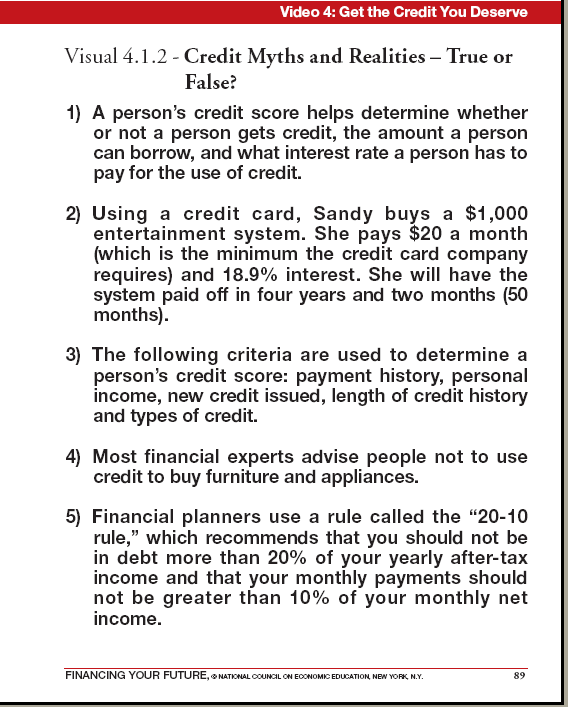 Video 4: Get the Credit You Deserve
Visual 4.1.2 - Credit Myths and Realities – True or
False?
1) A person's credit score helps determine whether
or not a person gets credit, the amount a person
can borrow, and what interest rate a person has to
pay for the use of credit.
2) Using a credit card, Sandy buys a $1,000
entertainment system. She pays $20 a month
(which is the minimum the credit card company
requires) and 18.9% interest. She will have the
system paid off in four years and two months (50
months).
3) The following criteria are used to determine a
person's credit score: payment history, personal
income, new credit issued, length of credit history
and types of credit.
4) Most financial experts advise people not to use
credit to buy furniture and appliances.
5) Financial planners use a rule called the “20-10
rule,” which recommends that you should not be
in debt more than 20% of your yearly after-tax
income and that your monthly payments should
not be greater than 10% of your monthly net
income.
FINANCING YOUR FUTURE, © NATIONAL COUNCIL ON ECONOMIC EDUCATION, NEW YORK, N.Y. 89